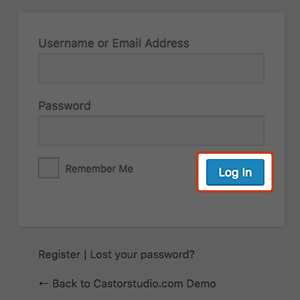 Username or Email Address
Password
Remember Me
Log In
Register | Lost your password?
← Back to Castorstudio.com Demo